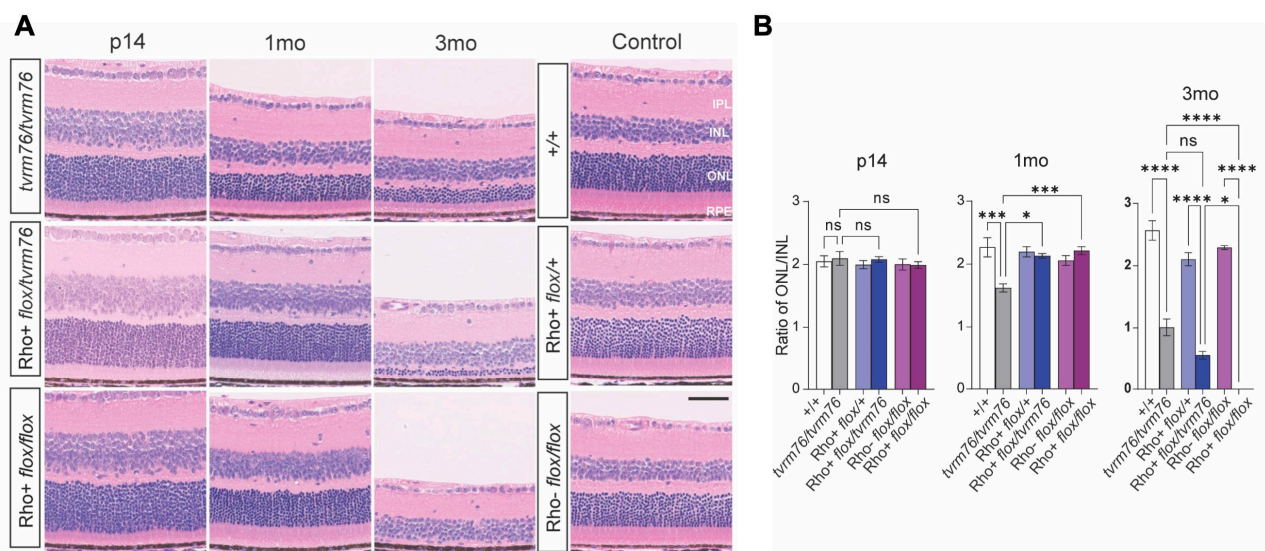 A
p14
1mo
3mo
Control
tvrm76/tvrm76
+/+
IPL
INL
ONL
RPE
Rho+ flox/tvrm76
Rho+ flox/+
Rho+ flox/flox
Rho- flox/flox
B
p14
1mo
3mo
Ratio of ONL/INL
3
2
1
0
ns
ns
ns
+/+
tvrm76/tvrm76
Rho+ flox/+
Rho+ flox/tvrm76
Rho- flox/flox
Rho+ flox/flox
3
2
1
0
***
*
***
+/+
tvrm76/tvrm76
Rho+ flox/+
Rho+ flox/tvrm76
Rho- flox/flox
Rho+ flox/flox
3
2
1
0
****
ns
****
****
****
*
+/+
tvrm76/tvrm76
Rho+ flox/+
Rho+ flox/tvrm76
Rho- flox/flox
Rho+ flox/flox